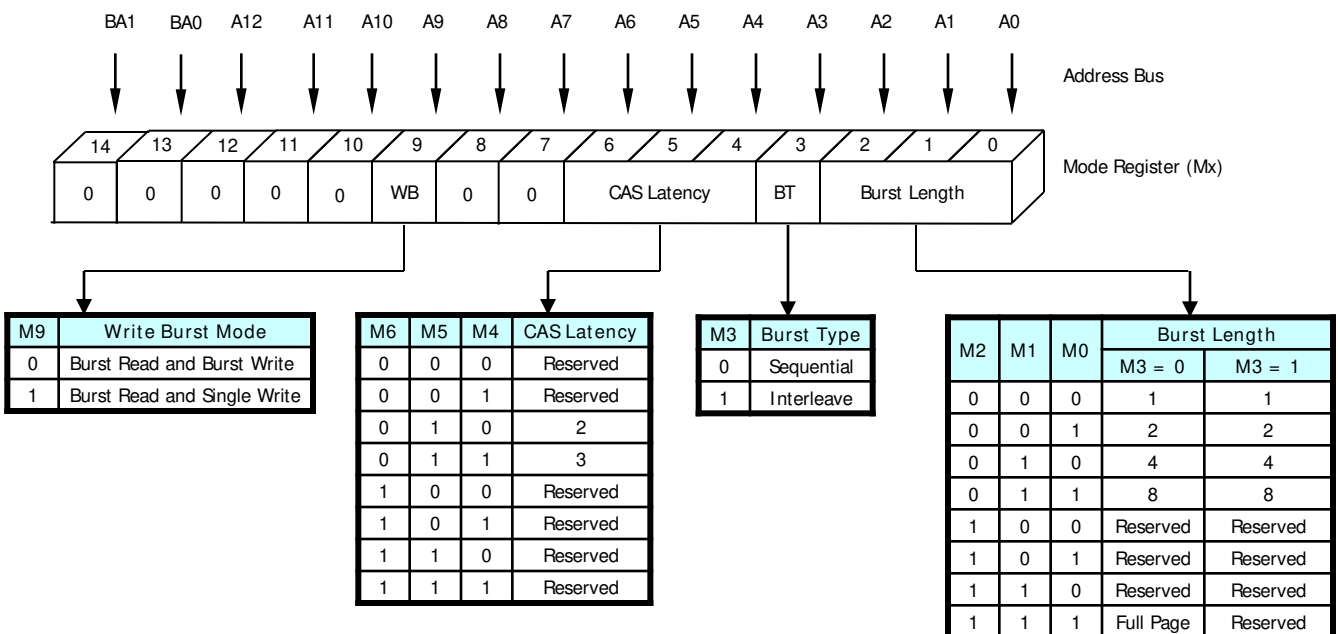 BA1 BA0 A12 A11 A10 A9 A8 A7 A6 A5 A4 A3 A2 A1 A0
Address Bus
14 13 12 11 10 9 8 7 6 5 4 3 2 1 0
Mode Register (Mx)
0 0 0 0 0 WB 0 0 CAS Latency BT Burst Length
M9 Write Burst Mode
0 Burst Read and Burst Write
1 Burst Read and Single Write
M6 M5 M4 CAS Latency
0 0 0 Reserved
0 0 1 Reserved
0 1 0 2
0 1 1 3
1 0 0 Reserved
1 0 1 Reserved
1 1 0 Reserved
1 1 1 Reserved
M3 Burst Type
0 Sequential
1 Interleave
M2 M1 M0 Burst Length
M3 = 0 M3 = 1
0 0 0 1 1
0 0 1 2 2
0 1 0 4 4
0 1 1 8 8
1 0 0 Reserved Reserved
1 0 1 Reserved Reserved
1 1 0 Reserved Reserved
1 1 1 Full Page Reserved